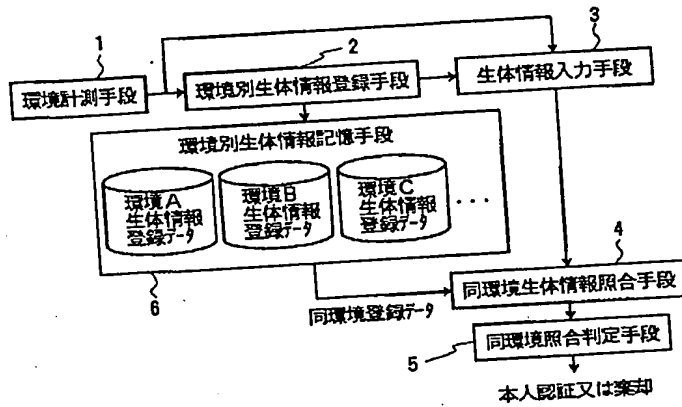 1
2
3
環境計測手段
環境別生体情報登録手段
生体情報入力手段
環境別生体情報記憶手段
環境A
生体情報
登録データ
環境B
生体情報
登録データ
環境C
生体情報
登録データ
・・・
6
4
同環境登録データ
同環境生体情報照合手段
5
同環境照合判定手段
本人認証又は棄却